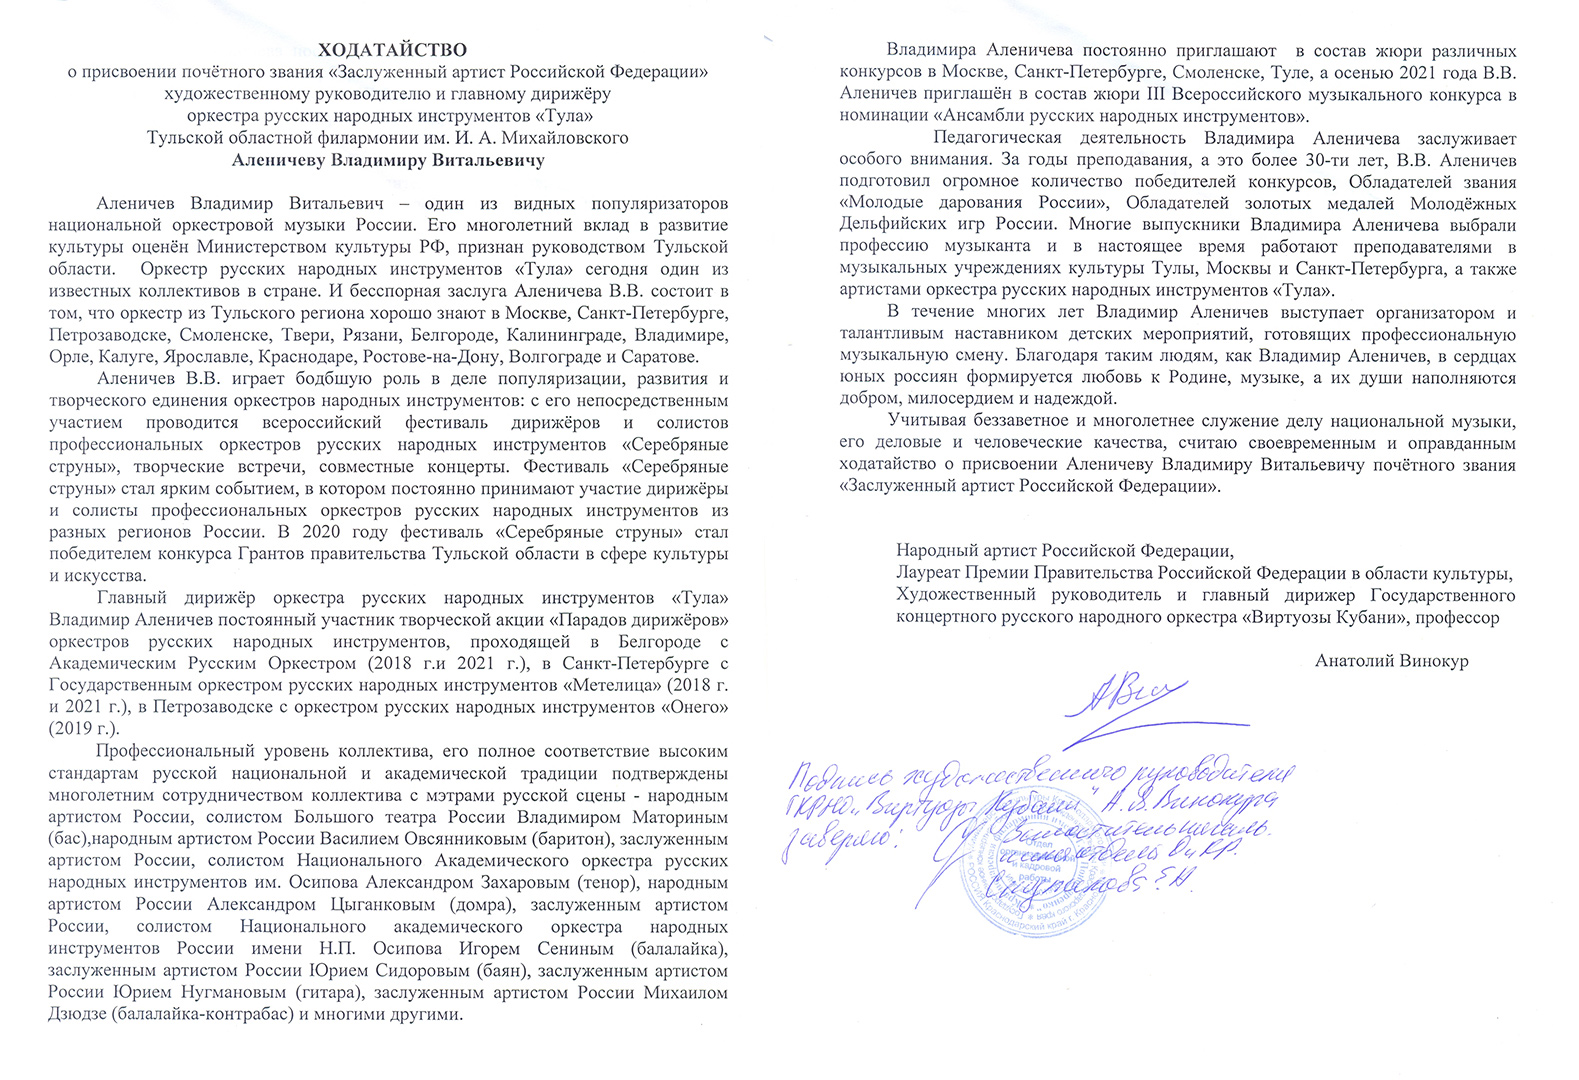 ХОДАТАЙСТВО
о присвоении почётного звания «Заслуженный артист Российской Федерации»
художественному руководителю и главному дирижёру
оркестра русских народных инструментов «Тула»
Тульской областной филармонии им. И. А. Михайловского
Аленичеву Владимиру Витальевичу
Аленичев Владимир Витальевич – один из видных популяризаторов
национальной оркестровой музыки России. Его многолетний вклад в развитие
культуры оценён Министерством культуры РФ, признан руководством Тульской
области. Оркестр русских народных инструментов «Тула» сегодня один из
известных коллективов в стране. И бесспорная заслуга Аленичева В.В. состоит в
том, что оркестр из Тульского региона хорошо знают в Москве, Санкт-Петербурге,
Петрозаводске, Смоленске, Твери, Рязани, Белгороде, Калининграде, Владимире,
Орле, Калуге, Ярославле, Краснодаре, Ростове-на-Дону, Волгограде и Саратове.
Аленичев В.В. играет бодбшую роль в деле популяризации, развития и
творческого единения оркестров народных инструментов: с его непосредственным
участием проводится всероссийский фестиваль дирижёров и солистов
профессиональных оркестров русских народных инструментов «Серебряные
струны», творческие встречи, совместные концерты. Фестиваль «Серебряные
струны» стал ярким событием, в котором постоянно принимают участие дирижёры
и солисты профессиональных оркестров русских народных инструментов из
разных регионов России. В 2020 году фестиваль «Серебряные струны» стал
победителем конкурса Грантов правительства Тульской области в сфере культуры
и искусства.
Главный дирижёр оркестра русских народных инструментов «Тула»
Владимир Аленичев постоянный участник творческой акции «Парадов дирижёров»
оркестров русских народных инструментов, проходящей в Белгороде с
Академическим Русским Оркестром (2018 г.и 2021 г.), в Санкт-Петербурге с
Государственным оркестром русских народных инструментов «Метелица» (2018 г.
и 2021 г.), в Петрозаводске с оркестром русских народных инструментов «Онего»
(2019 г.).
Профессиональный уровень коллектива, его полное соответствие высоким
стандартам русской национальной и академической традиции подтверждены
многолетним сотрудничеством коллектива с мэтрами русской сцены - народным
артистом России, солистом Большого театра России Владимиром Маториным
(бас),народным артистом России Василием Овсянниковым (баритон), заслуженным
артистом России, солистом Национального Академического оркестра русских
народных инструментов им. Осипова Александром Захаровым (тенор), народным
артистом России Александром Цыганковым (домра), заслуженным артистом
России, солистом Национального академического оркестра народных
инструментов России имени Н.П. Осипова Игорем Сениным (балалайка),
заслуженным артистом России Юрием Сидоровым (баян), заслуженным артистом
России Юрием Нугмановым (гитара), заслуженным артистом России Михаилом
Дзюдзе (балалайка-контрабас) и многими другими.
Владимира Аленичева постоянно приглашают в состав жюри различных
конкурсов в Москве, Санкт-Петербурге, Смоленске, Туле, а осенью 2021 года В.В.
Аленичев приглашён в состав жюри III Всероссийского музыкального конкурса в
номинации «Ансамбли русских народных инструментов».
Педагогическая деятельность Владимира Аленичева заслуживает
особого внимания. За годы преподавания, а это более 30-ти лет, В.В. Аленичев
подготовил огромное количество победителей конкурсов, Обладателей звания
«Молодые дарования России», Обладателей золотых медалей Молодёжных
Дельфийских игр России. Многие выпускники Владимира Аленичева выбрали
профессию музыканта и в настоящее время работают преподавателями в
музыкальных учреждениях культуры Тулы, Москвы и Санкт-Петербурга, а также
артистами оркестра русских народных инструментов «Тула».
В течение многих лет Владимир Аленичев выступает организатором и
талантливым наставником детских мероприятий, готовящих профессиональную
музыкальную смену. Благодаря таким людям, как Владимир Аленичев, в сердцах
юных россиян формируется любовь к Родине, музыке, а их души наполняются
добром, милосердием и надеждой.
Учитывая беззаветное и многолетнее служение делу национальной музыки,
его деловые и человеческие качества, считаю своевременным и оправданным
ходатайство о присвоении Аленичеву Владимиру Витальевичу почётного звания
«Заслуженный артист Российской Федерации».
Народный артист Российской Федерации,
Лауреат Премии Правительства Российской Федерации в области культуры,
Художественный руководитель и главный дирижер Государственного
концертного русского народного оркестра «Виртуозы Кубани», профессор
Анатолий Винокур
Подпись художественного руководителя
ГКРНО „Виртуозы Кубани" А.В. Винокура
заверяю:
Отдел
и кадровой
работы